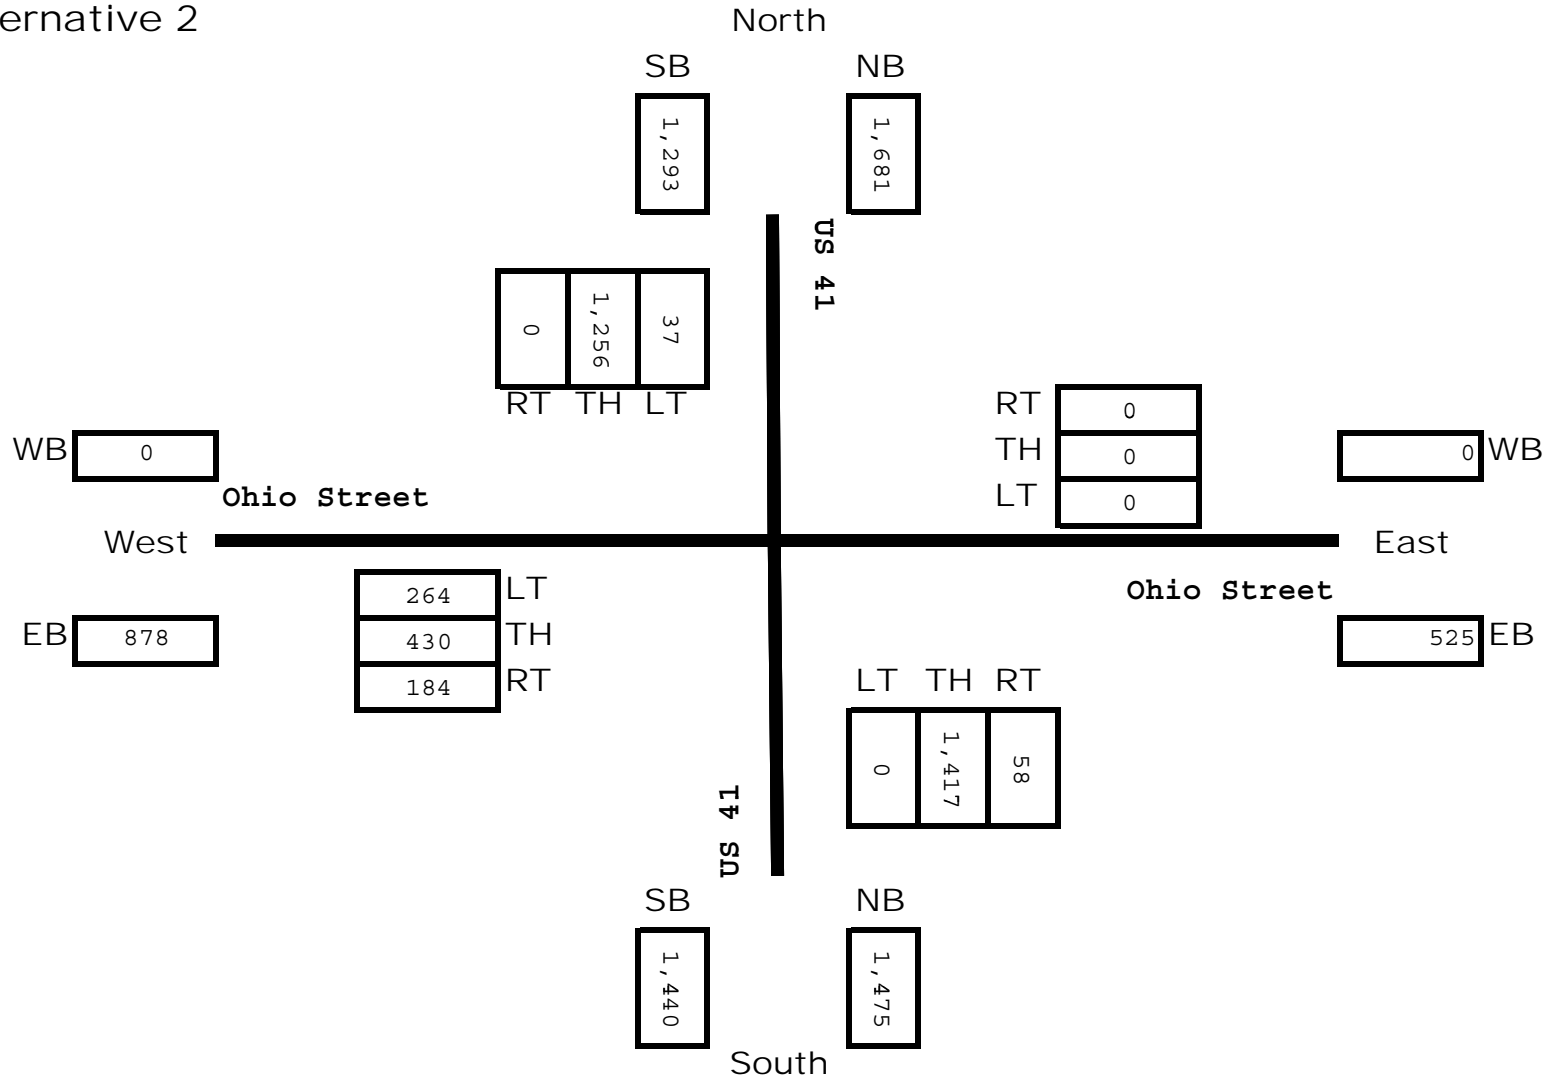 ernative 2
North
SB NB
1,293 1,681
US 41
0 1,256 37
RT TH LT
RT 0
TH 0
LT 0
WB 0
0 WB
Ohio Street
West East
264 LT
430 TH
184 RT
Ohio Street
EB 878
525 EB
LT TH RT
0 1,417 58
US 41
SB NB
1,440 1,475
South